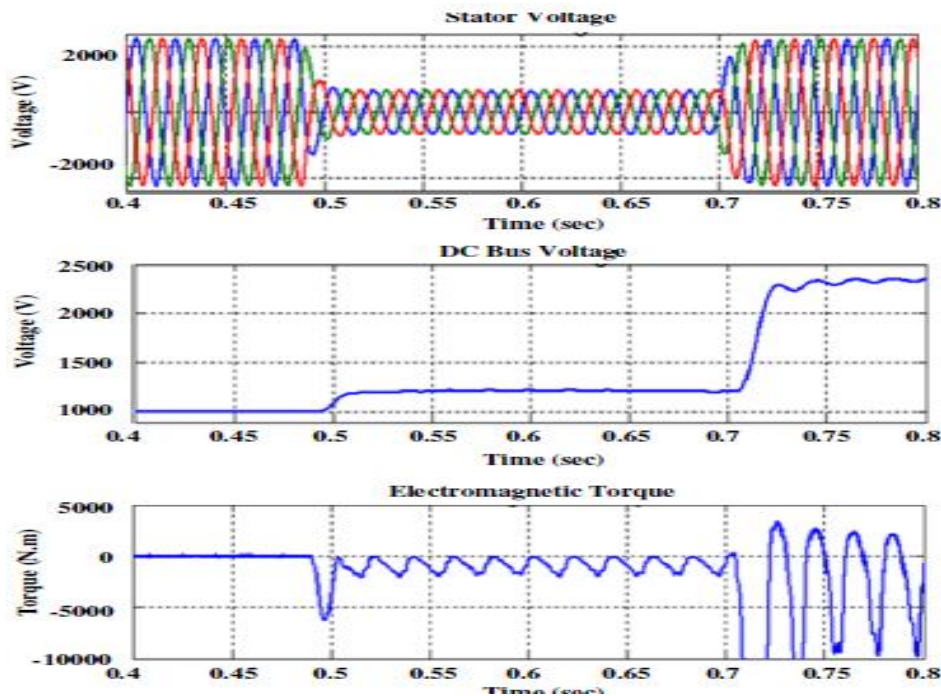 Stator Voltage
2000
-2000
Voltage (V)
0.4 0.45 0.5 0.55 0.6 0.65 0.7 0.75 0.8
Time (sec)
DC Bus Voltage
2500
2000
1500
1000
Voltage (V)
0.4 0.45 0.5 0.55 0.6 0.65 0.7 0.75 0.8
Time (sec)
Electromagnetic Torque
5000
0
-5000
-10000
Torque (N.m)
0.4 0.45 0.5 0.55 0.6 0.65 0.7 0.75 0.8
Time (sec)